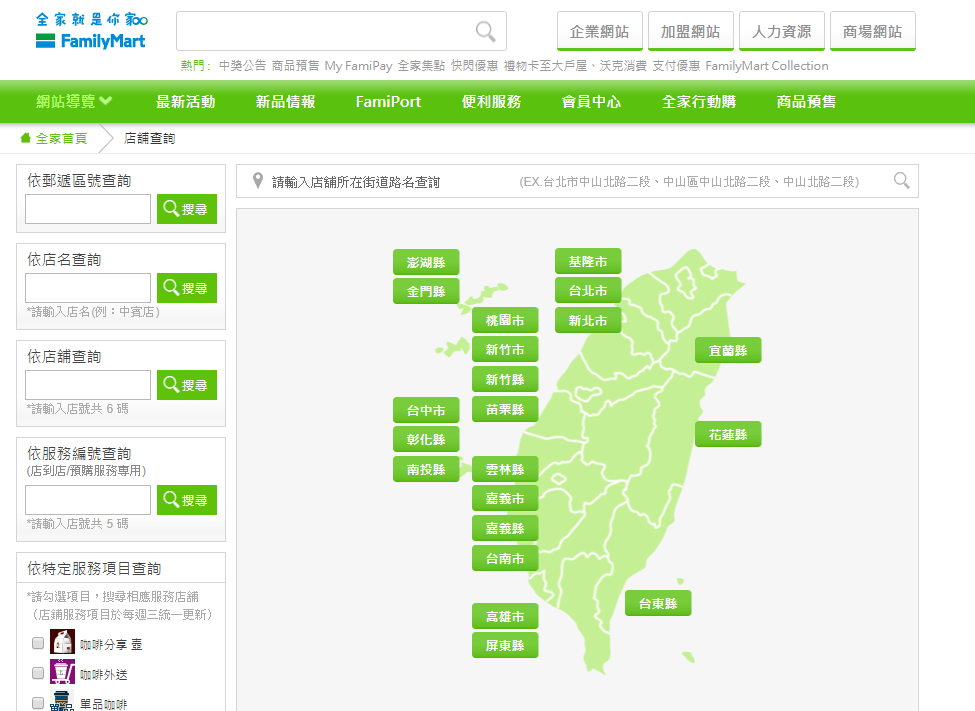 全家就是你家
FamilyMart
企業網站
加盟網站
人力資源
商場網站
熱門 : 中獎公告 商品預售 My FamiPay 全家集點 快閃優惠 禮物卡至大戶屋、沃克消費 支付優惠 FamilyMart Collection
網站導覽 最新活動 新品情報 FamiPort 便利服務 會員中心 全家行動購 商品預售
全家首頁 店舖查詢
依郵遞區號查詢
搜尋
依店名查詢
搜尋
*請輸入店名(例：中賓店)
依店舖查詢
搜尋
*請輸入店號共 6 碼
依服務編號查詢
(店到店/預購服務專用)
搜尋
*請輸入店號共 5 碼
依特定服務項目查詢
*請勾選項目，搜尋相應服務店舖
（店舖服務項目於每週三統一更新）
咖啡分享 壺
咖啡外送
單品咖啡
請輸入店舖所在街道路名查詢
(EX.台北市中山北路二段、中山區中山北路二段、中山北路二段)
澎湖縣
基隆市
金門縣
台北市
桃園市
新北市
新竹市
宜蘭縣
新竹縣
台中市
苗栗縣
彰化縣
花蓮縣
南投縣
雲林縣
嘉義市
嘉義縣
台南市
台東縣
高雄市
屏東縣